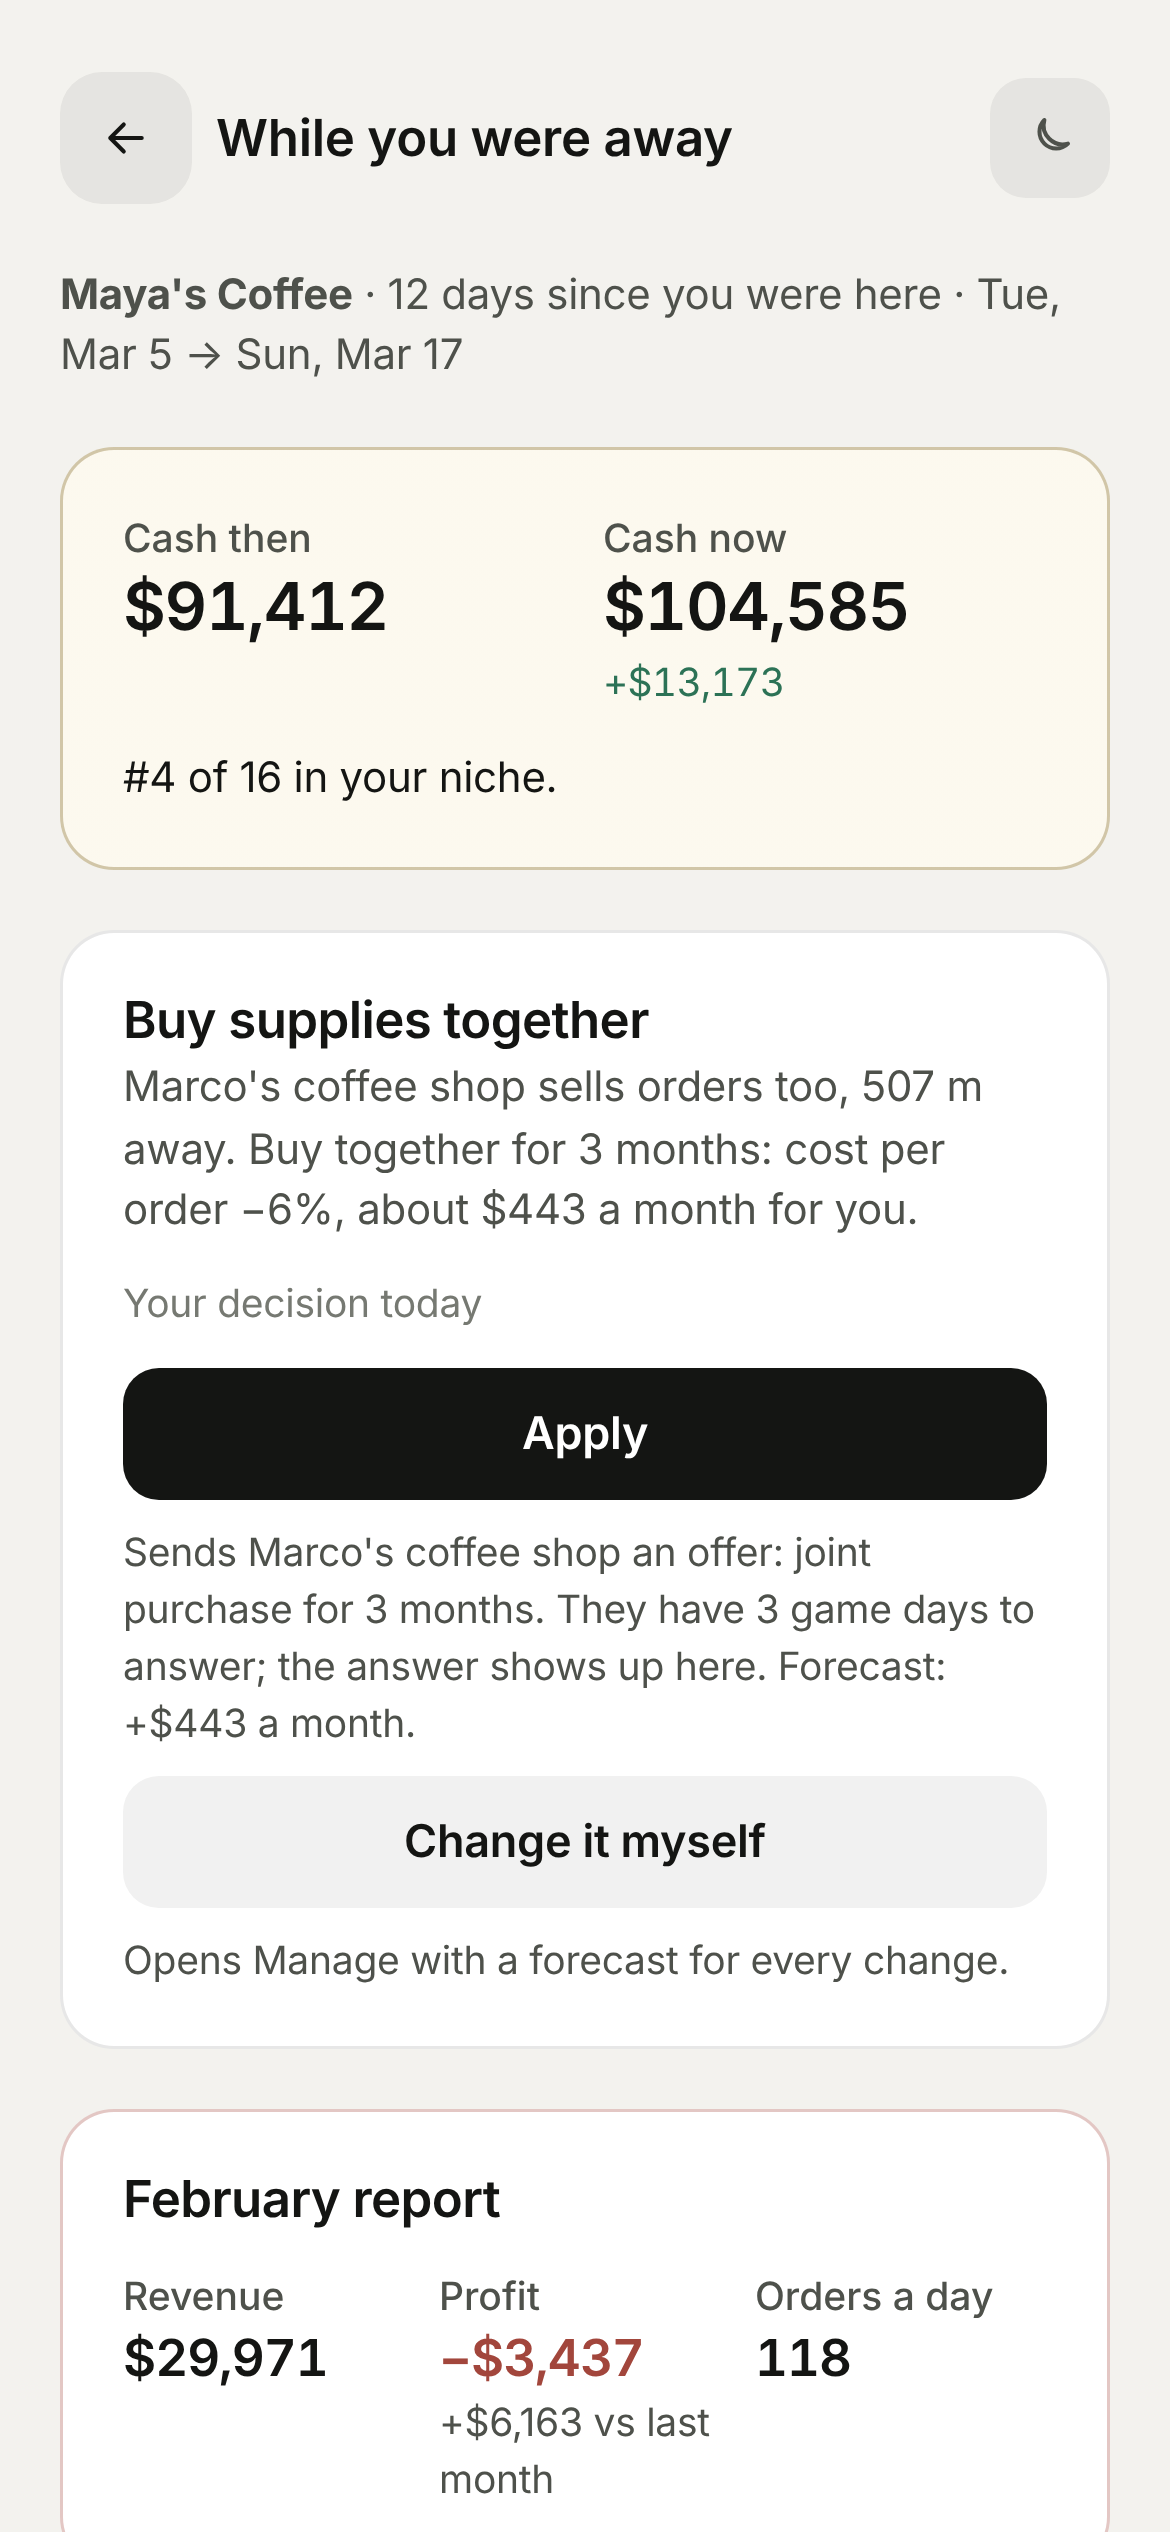 While you were away
Maya's Coffee · 12 days since you were here · Tue,
Mar 5 → Sun, Mar 17
Cash then
$91,412
Cash now
$104,585
+$13,173
#4 of 16 in your niche.
Buy supplies together
Marco's coffee shop sells orders too, 507 m
away. Buy together for 3 months: cost per
order −6%, about $443 a month for you.
Your decision today
Apply
Sends Marco's coffee shop an offer: joint
purchase for 3 months. They have 3 game days to
answer; the answer shows up here. Forecast:
+$443 a month.
Change it myself
Opens Manage with a forecast for every change.
February report
Revenue
$29,971
Profit
−$3,437
+$6,163 vs last
month
Orders a day
118